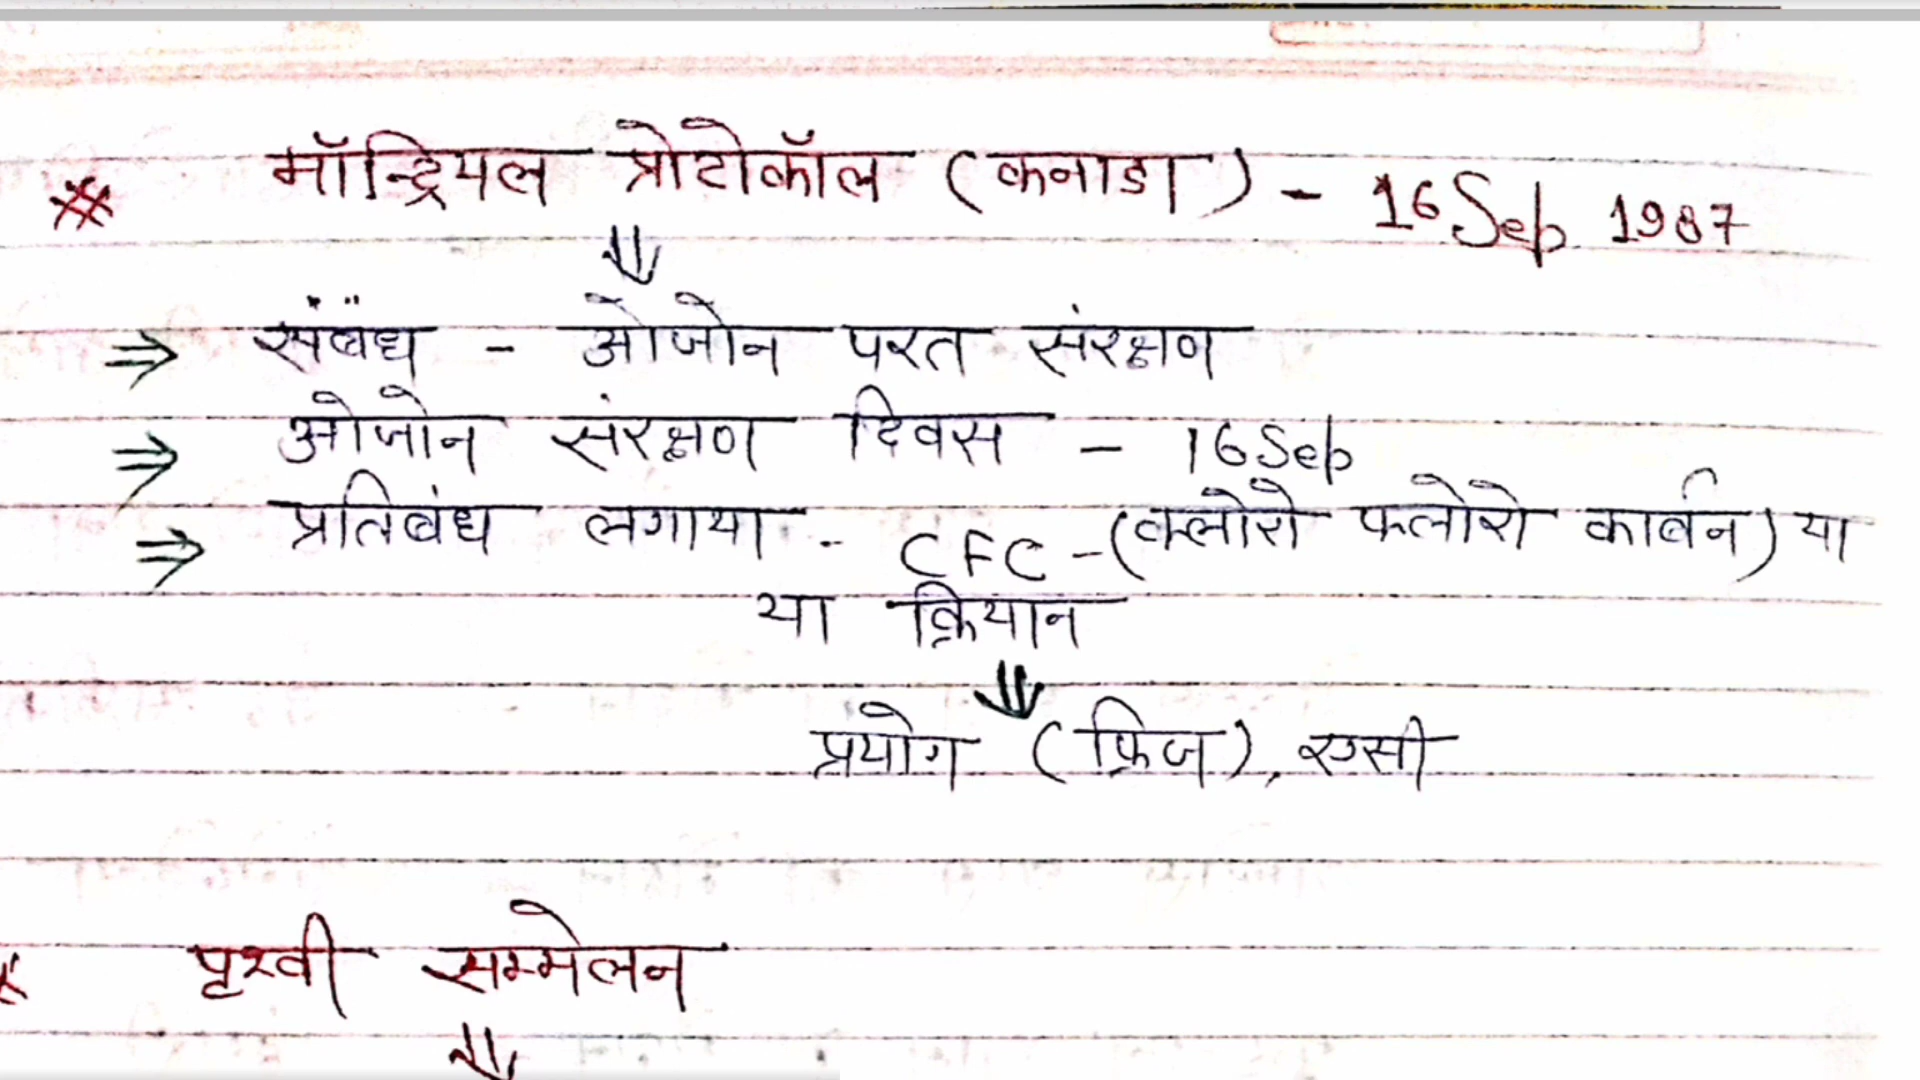 मॉन्ट्रियल प्रोटोकॉल (कनाडा) - 16 Sep 1987
संबंध - ओजोन परत संरक्षण
ओजोन संरक्षण दिवस - 16 Sep
प्रतिबंध लगाया - CFC - (क्लोरो फ्लोरो कार्बन) या
या क्रियान
प्रयोग (फ्रिज), एसी
पृथ्वी सम्मेलन